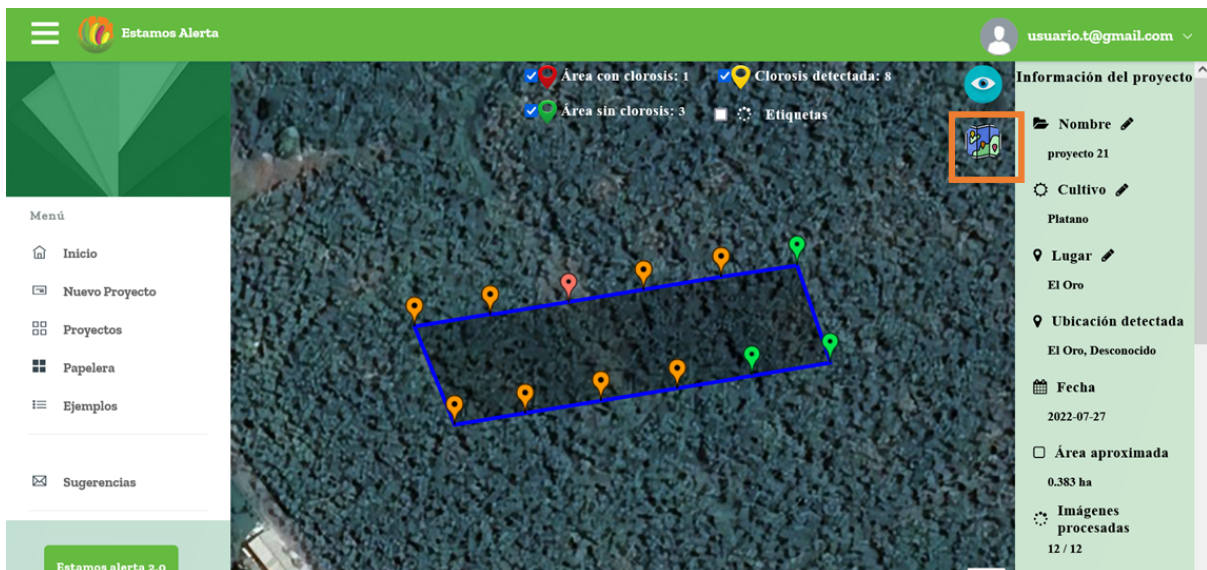 Estamos Alerta
usuario.t@gmail.com
Menú
Inicio
Nuevo Proyecto
Proyectos
Papelera
Ejemplos
Sugerencias
Estamos alerta 2.0
Área con clorosis: 1
Clorosis detectada: 8
Área sin clorosis: 3
Etiquetas
Información del proyecto
Nombre
proyecto 21
Cultivo
Platano
Lugar
El Oro
Ubicación detectada
El Oro, Desconocido
Fecha
2022-07-27
Área aproximada
0.383 ha
Imágenes
procesadas
12 / 12